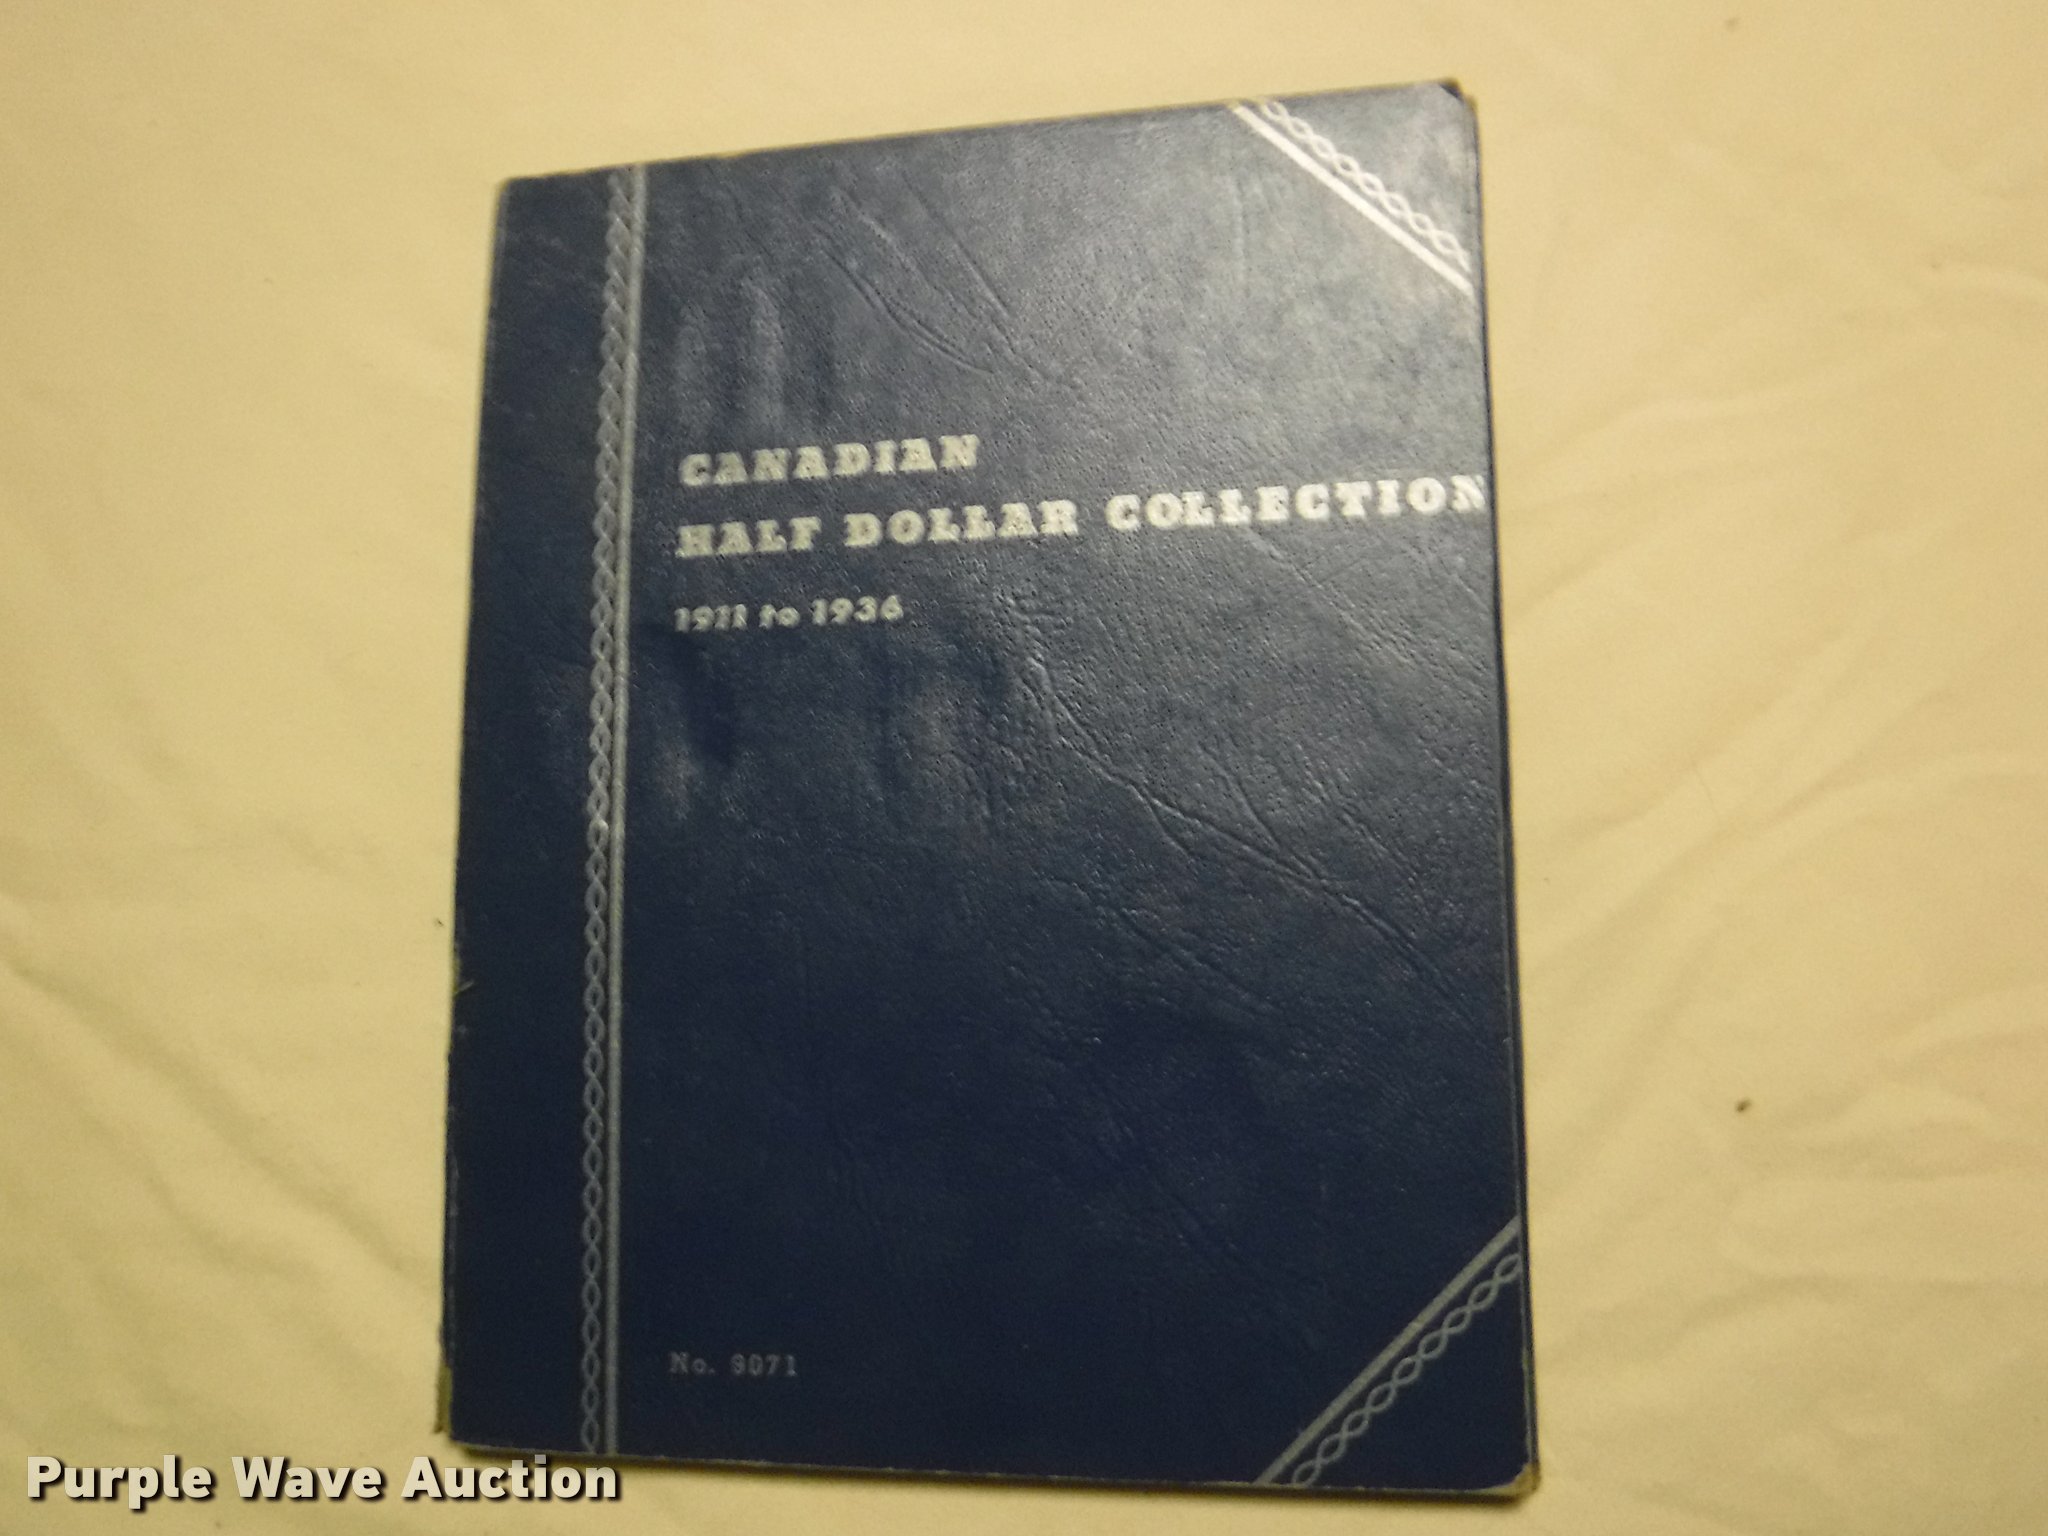 CANADIAN
HALF DOLLAR COLLECTION
1911 to 1936
No. 9071
Purple Wave Auction